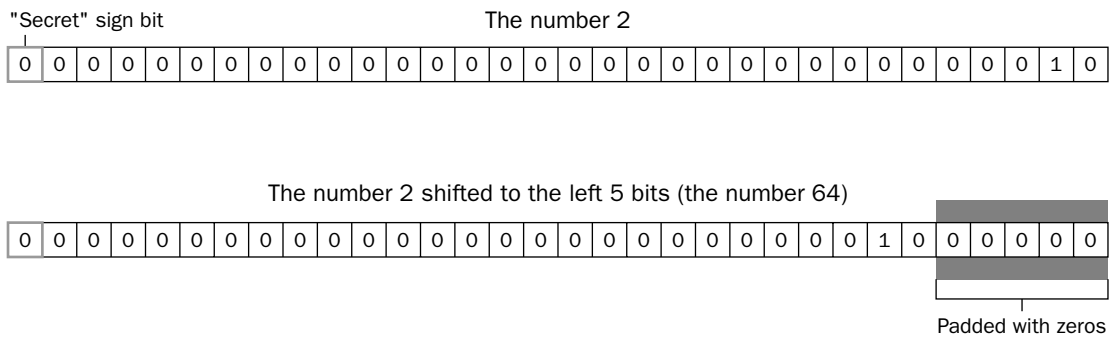 "Secret" sign bit
The number 2
0 0 0 0 0 0 0 0 0 0 0 0 0 0 0 0 0 0 0 0 0 0 0 0 0 0 0 0 0 0 1 0
The number 2 shifted to the left 5 bits (the number 64)
0 0 0 0 0 0 0 0 0 0 0 0 0 0 0 0 0 0 0 0 0 0 0 0 0 1 0 0 0 0 0 0
Padded with zeros